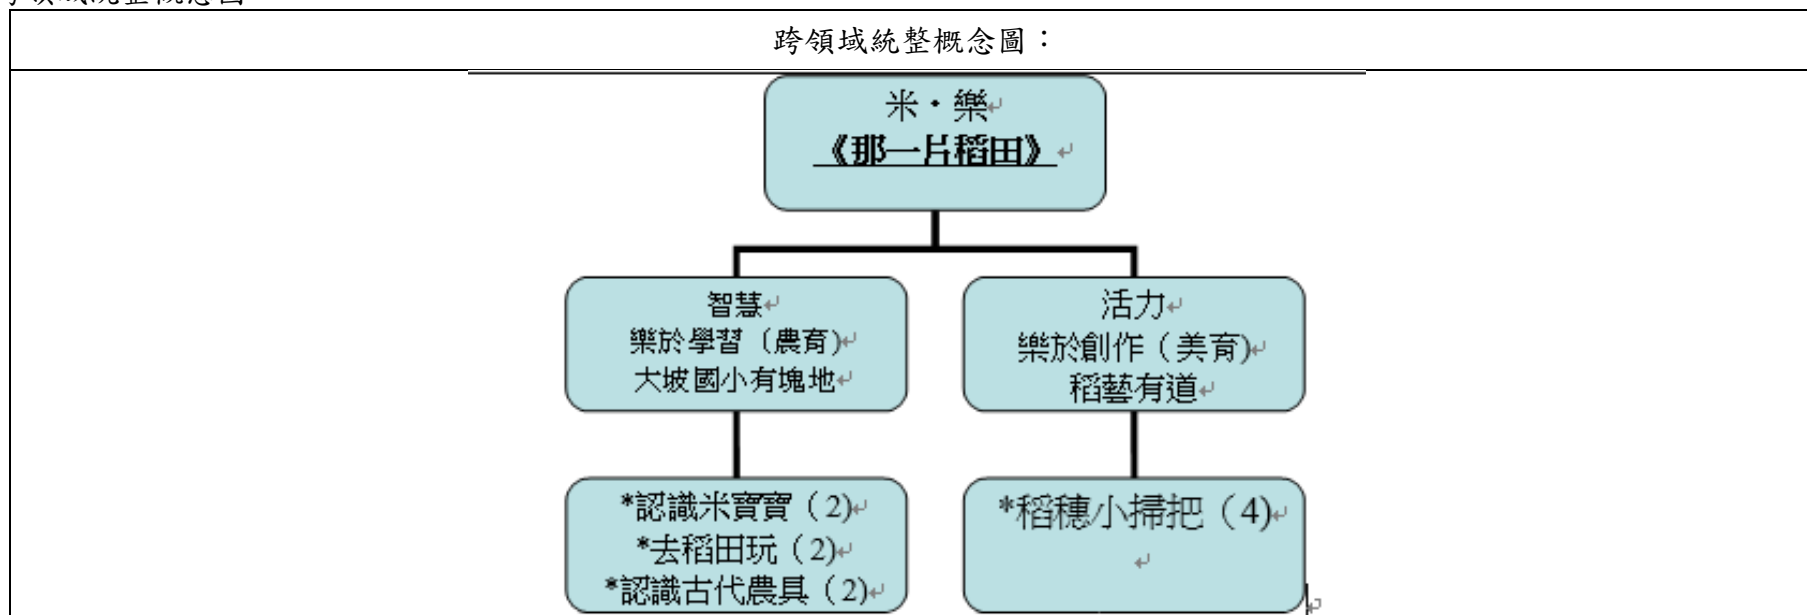 跨領域統整概念圖：
米・樂
《那一片稻田》
智慧
樂於學習（農育)
大坡國小有塊地
活力
樂於創作（美育)
稻藝有道
*認識米寶寶（2)
*去稻田玩（2)
*認識古代農具（2)
*稻穗小掃把（4)